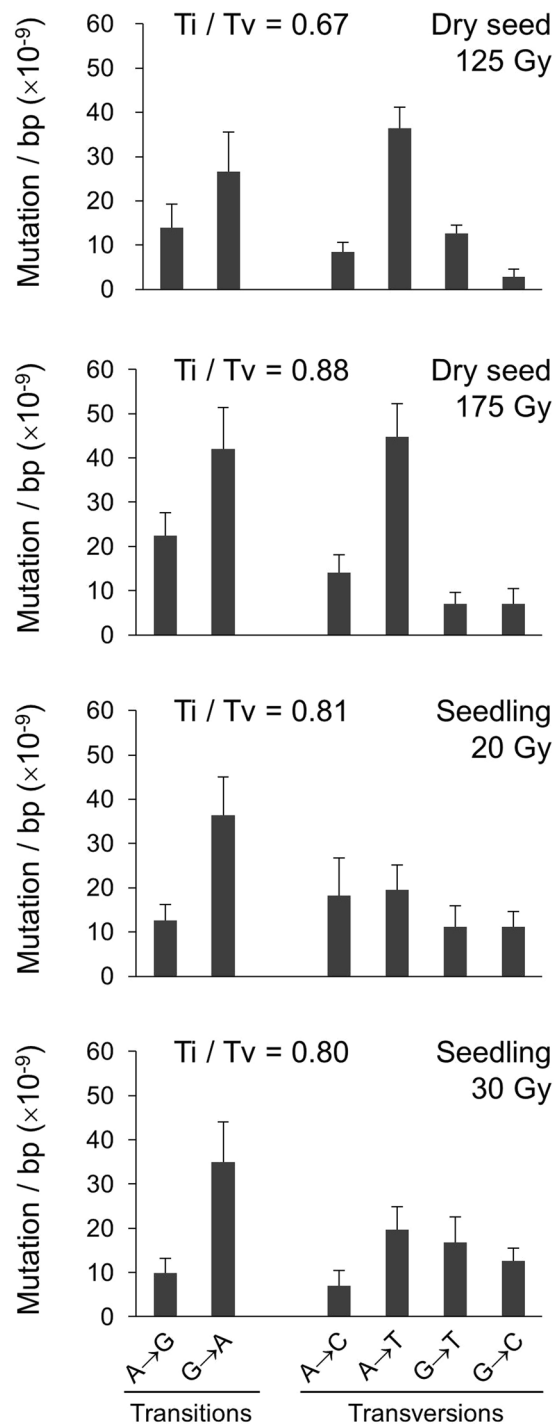 Ti / Tv = 0.67
Dry seed
125 Gy
Mutation / bp (×10⁻⁹)
60
50
40
30
20
10
0
Ti / Tv = 0.88
Dry seed
175 Gy
Mutation / bp (×10⁻⁹)
60
50
40
30
20
10
0
Ti / Tv = 0.81
Seedling
20 Gy
Mutation / bp (×10⁻⁹)
60
50
40
30
20
10
0
Ti / Tv = 0.80
Seedling
30 Gy
Mutation / bp (×10⁻⁹)
60
50
40
30
20
10
0
A→G G→A A→C A→T G→T G→C
Transitions Transversions